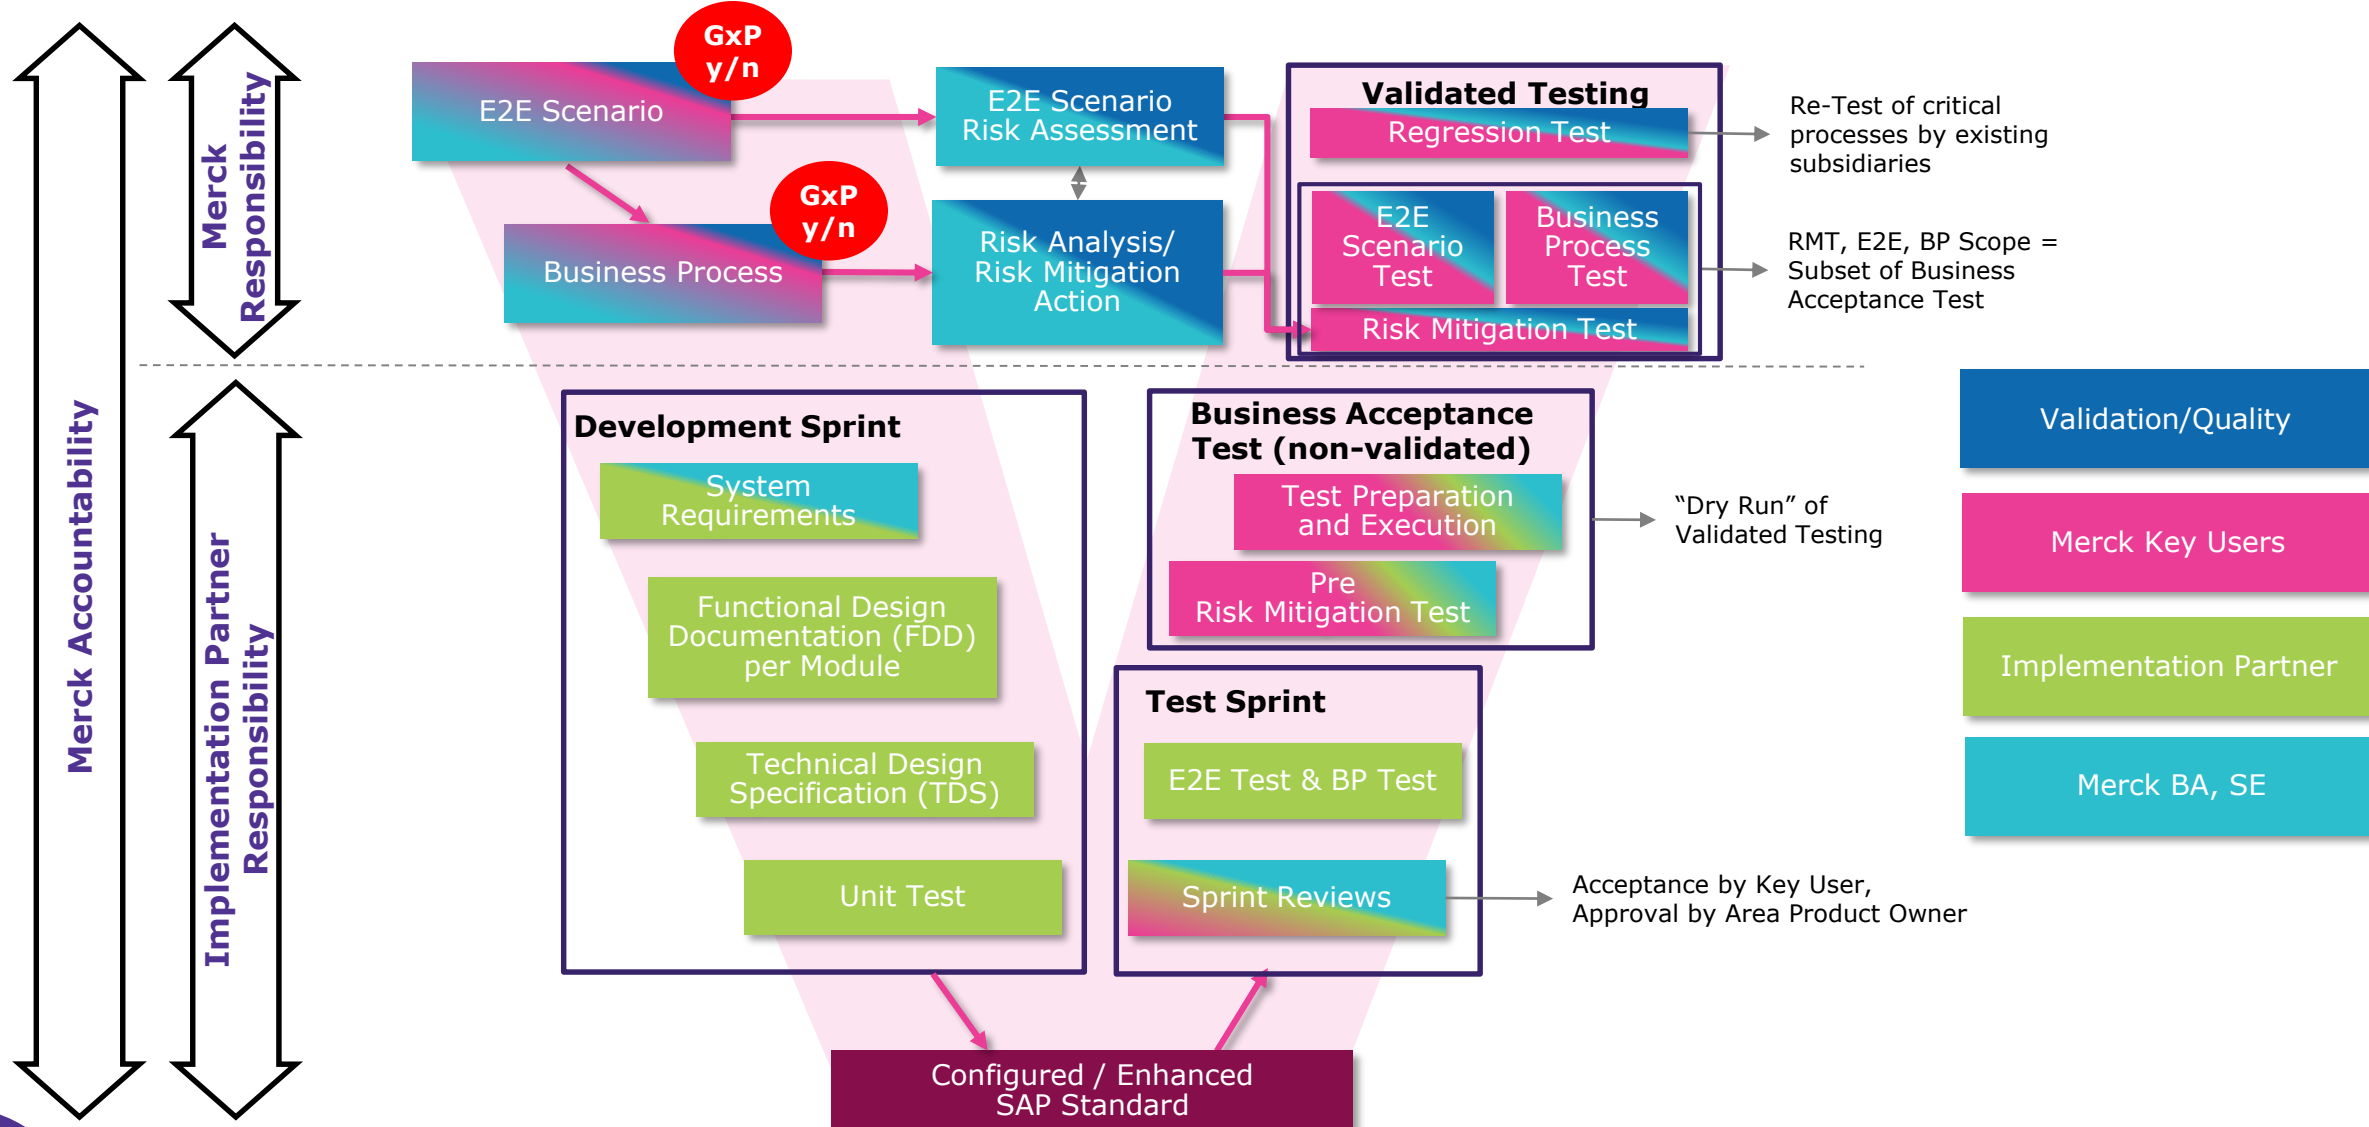 Merck Accountability
Merck
Responsibility
Implementation Partner
Responsibility
GxP
y/n
E2E Scenario
GxP
y/n
Business Process
E2E Scenario
Risk Assessment
Risk Analysis/
Risk Mitigation
Action
Validated Testing
Regression Test
E2E
Scenario
Test
Business
Process
Test
Risk Mitigation Test
Re-Test of critical
processes by existing
subsidiaries
RMT, E2E, BP Scope =
Subset of Business
Acceptance Test
Development Sprint
System
Requirements
Functional Design
Documentation (FDD)
per Module
Technical Design
Specification (TDS)
Unit Test
Business Acceptance
Test (non-validated)
Test Preparation
and Execution
Pre
Risk Mitigation Test
“Dry Run” of
Validated Testing
Test Sprint
E2E Test & BP Test
Sprint Reviews
Acceptance by Key User,
Approval by Area Product Owner
Configured / Enhanced
SAP Standard
Validation/Quality
Merck Key Users
Implementation Partner
Merck BA, SE